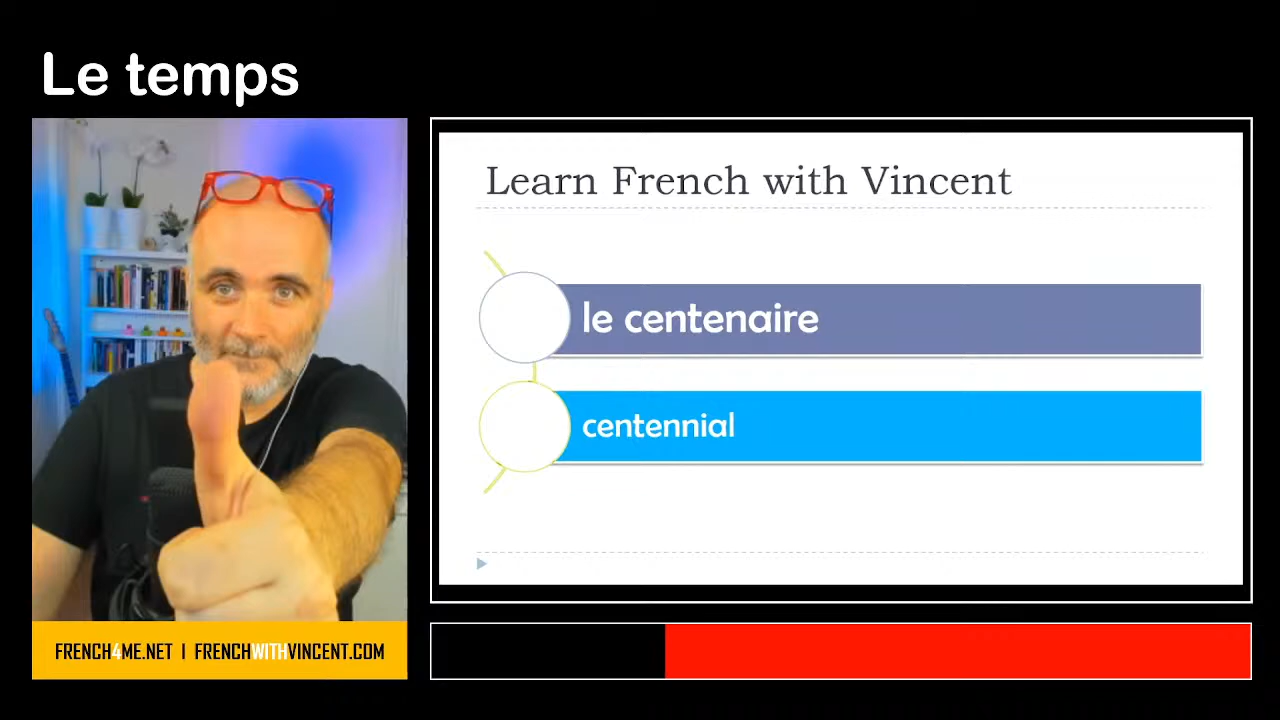 Le temps
Learn French with Vincent
le centenaire
centennial
FRENCH4ME.NET | FRENCHWITHVINCENT.COM